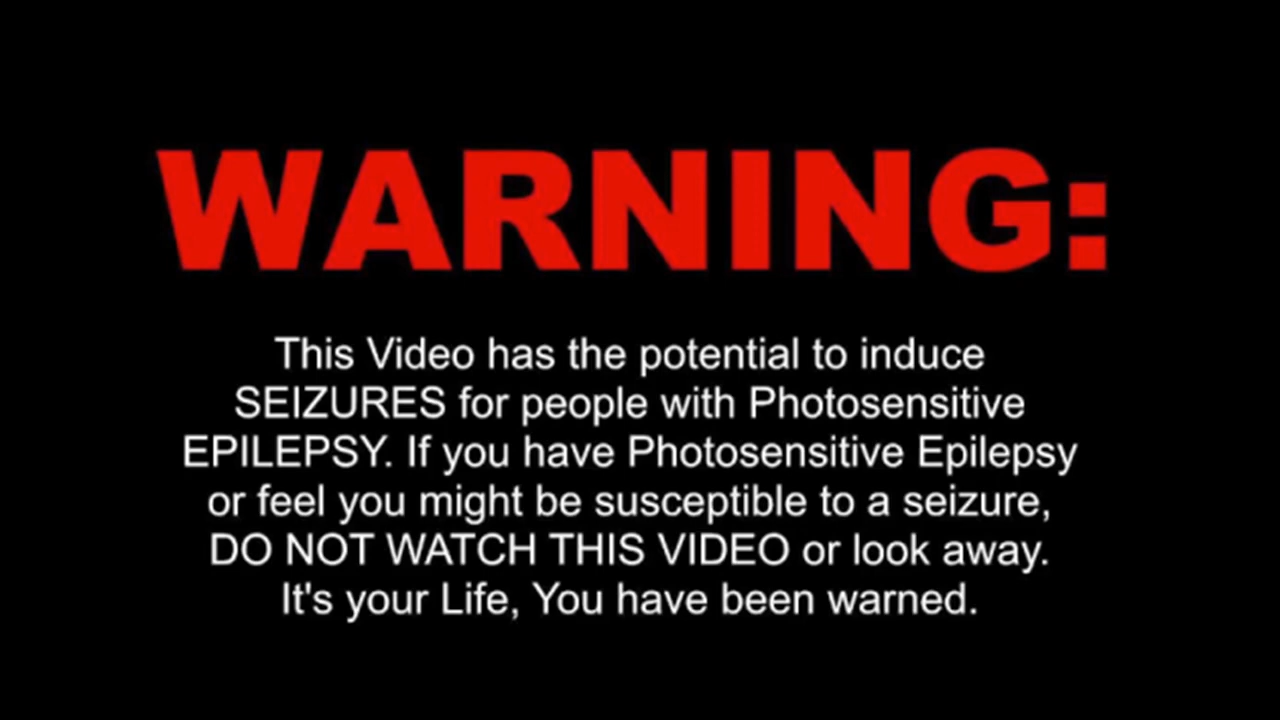 WARNING:
This Video has the potential to induce
SEIZURES for people with Photosensitive
EPILEPSY. If you have Photosensitive Epilepsy
or feel you might be susceptible to a seizure,
DO NOT WATCH THIS VIDEO or look away.
It's your Life, You have been warned.